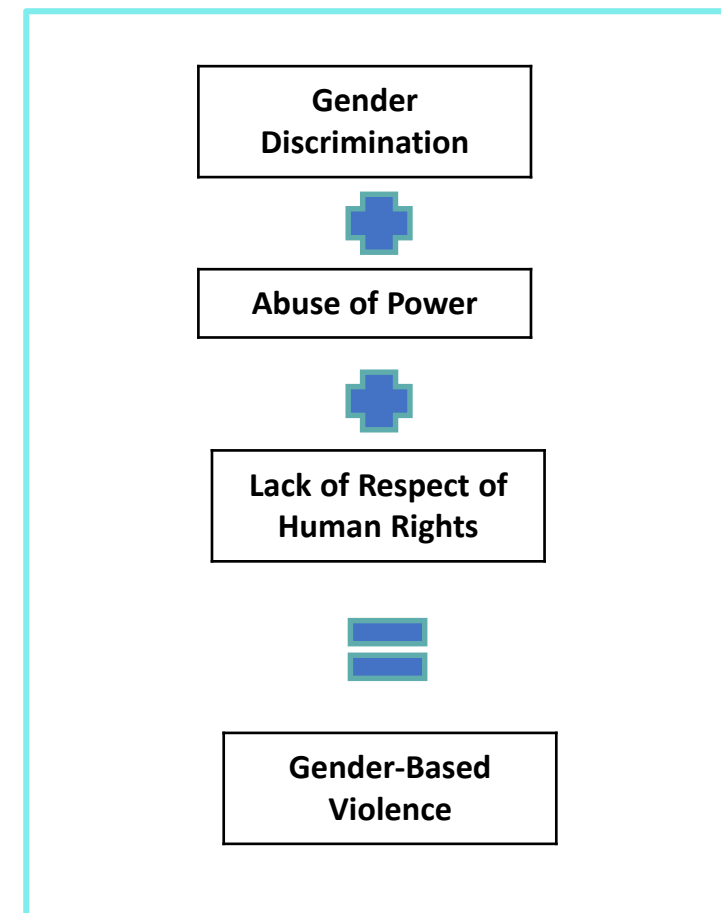 Gender
Discrimination
Abuse of Power
Lack of Respect of
Human Rights
Gender-Based
Violence